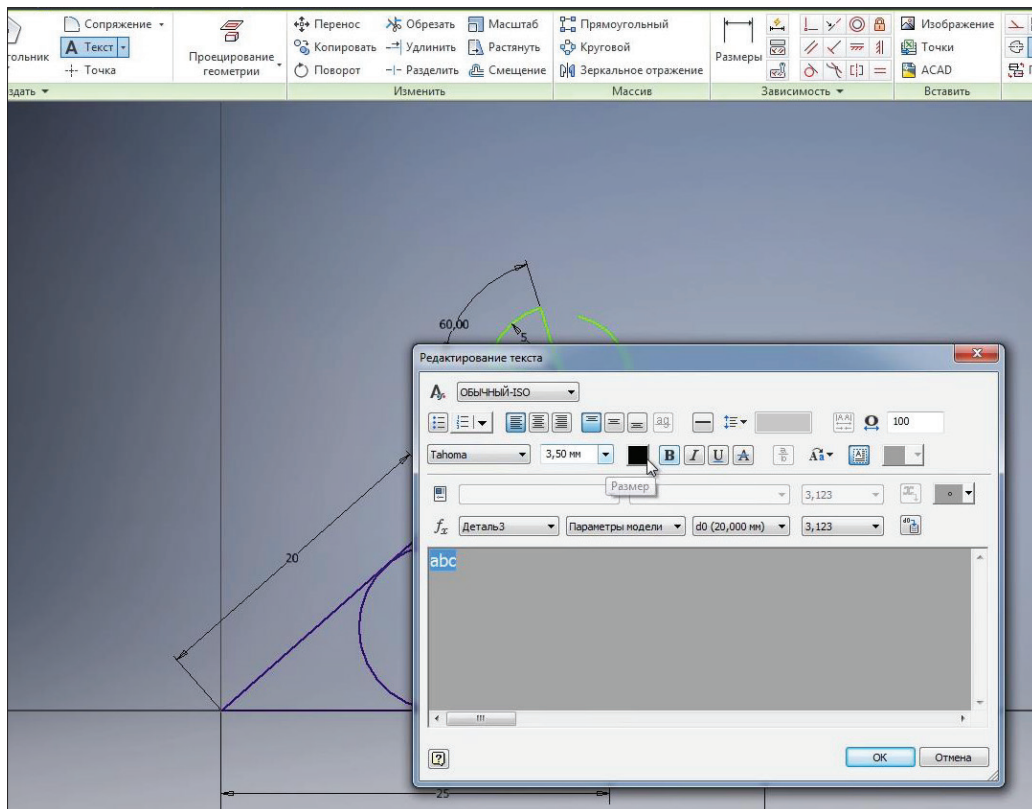 ольник
Сопряжение
Текст
Точка
здать
Проецирование
геометрии
Перенос
Копировать
Поворот
Обрезать
Удлинить
Разделить
Масштаб
Растянуть
Смещение
Изменить
Прямоугольный
Круговой
Зеркальное отражение
Массив
Размеры
Зависимость
Изображение
Точки
ACAD
Вставить
60,00
5
20
25
Редактирование текста
ОБЫЧНЫЙ-ISO
100
Tahoma 3,50 мм B I U A
Размер
3,123
fx Деталь3 Параметры модели d0 (20,000 мм) 3,123
abc
OK Отмена